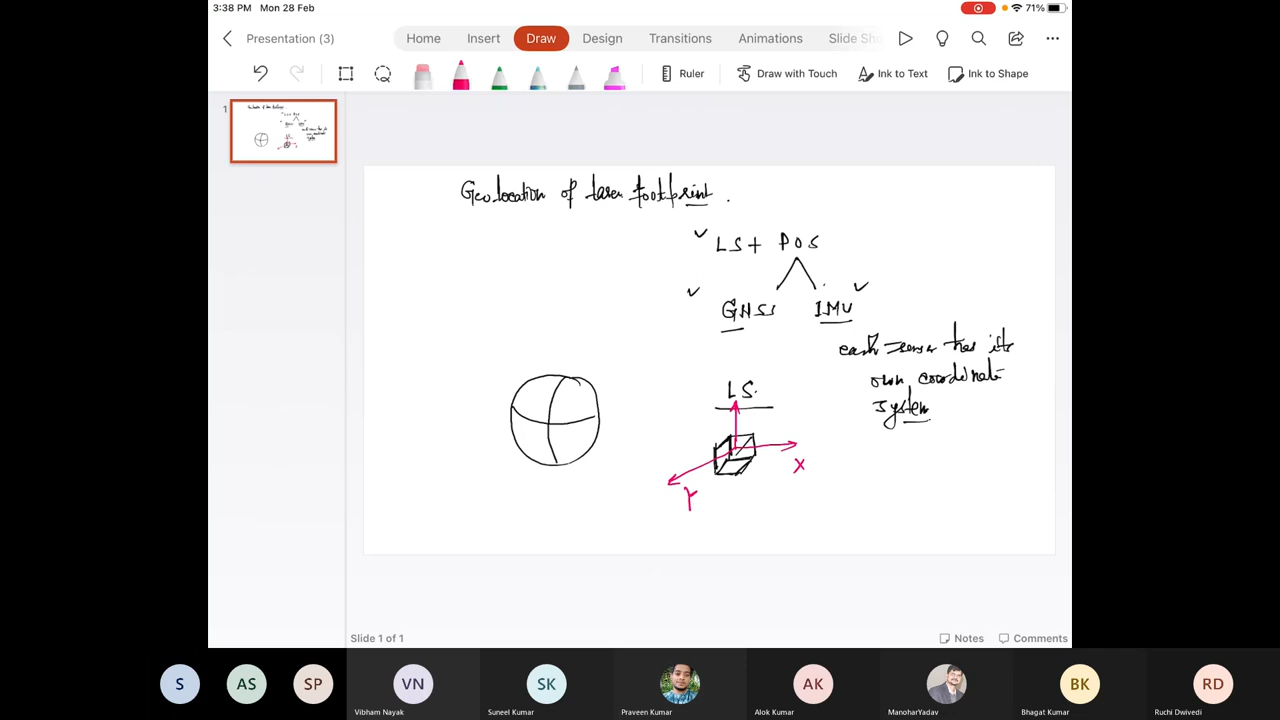 3:38 PM Mon 28 Feb
71%
Presentation (3)
Home Insert Draw Design Transitions Animations Slide Sho
Ruler Draw with Touch Ink to Text Ink to Shape
1
Geolocation of laser footprint.
LS + POS
GNSS IMU
each sensor has its
own coordinate
system
LS.
X
Y
Slide 1 of 1
Notes Comments
S AS SP VN SK AK BK RD
Vibham Nayak Suneel Kumar Praveen Kumar Alok Kumar ManoharYadav Bhagat Kumar Ruchi Dwivedi